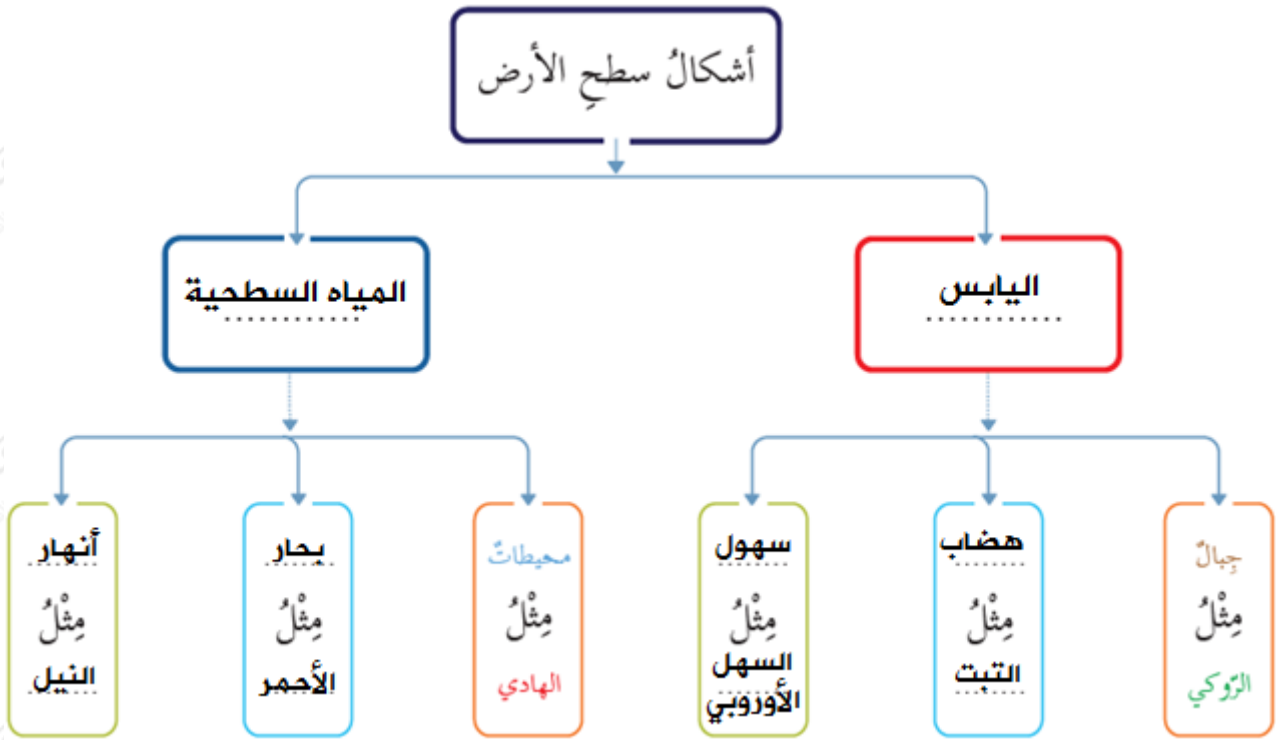 أشكالُ سطحِ الأرض
اليابس
المياه السطحية
جِبالٌ
مِثْلُ
الرّوكي
هضاب
مِثْلُ
التبت
سهول
مِثْلُ
السهل
الأوروبي
محيطاتٌ
مِثْلُ
الهادي
بحار
مِثْلُ
الأحمر
أنهار
مِثْلُ
النيل